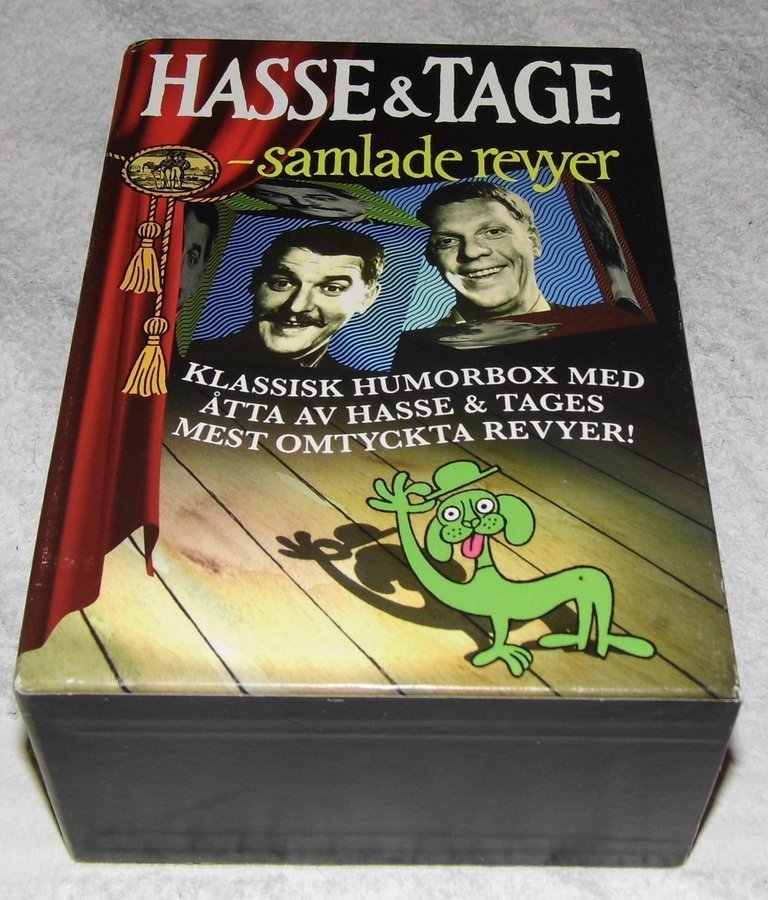 HASSE & TAGE
– samlade revyer
KLASSISK HUMORBOX MED
ÅTTA AV HASSE & TAGES
MEST OMTYCKTA REVYER!